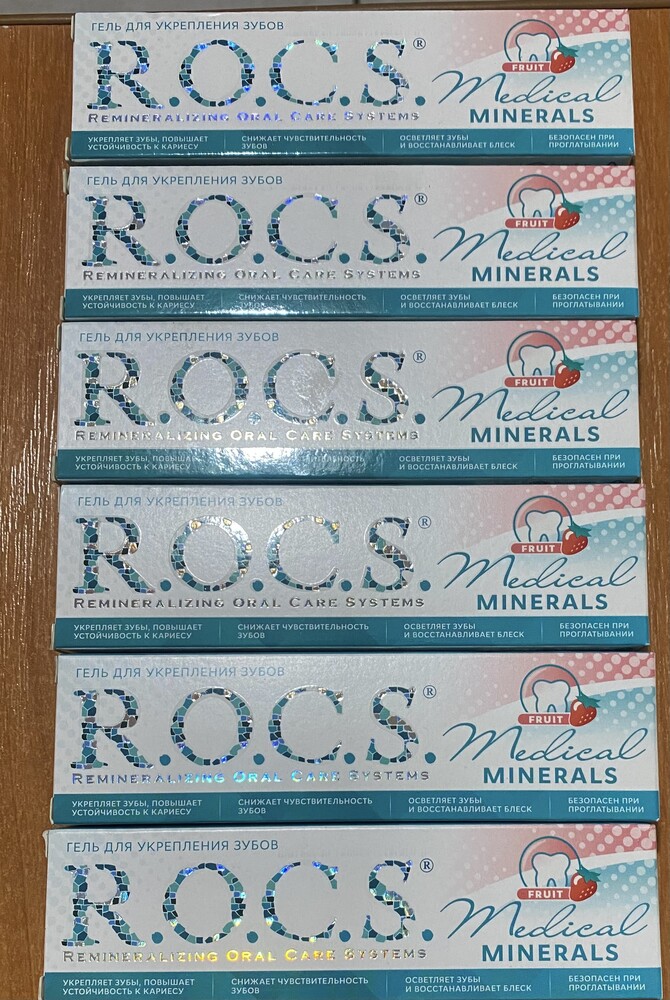 ГЕЛЬ ДЛЯ УКРЕПЛЕНИЯ ЗУБОВ
R.O.C.S.®
REMINERALIZING ORAL CARE SYSTEMS
FRUIT
Medical
MINERALS
УКРЕПЛЯЕТ ЗУБЫ, ПОВЫШАЕТ
УСТОЙЧИВОСТЬ К КАРИЕСУ
СНИЖАЕТ ЧУВСТВИТЕЛЬНОСТЬ
ЗУБОВ
ОСВЕТЛЯЕТ ЗУБЫ
И ВОССТАНАВЛИВАЕТ БЛЕСК
БЕЗОПАСЕН ПРИ
ПРОГЛАТЫВАНИИ
ГЕЛЬ ДЛЯ УКРЕПЛЕНИЯ ЗУБОВ
R.O.C.S.®
REMINERALIZING ORAL CARE SYSTEMS
FRUIT
Medical
MINERALS
УКРЕПЛЯЕТ ЗУБЫ, ПОВЫШАЕТ
УСТОЙЧИВОСТЬ К КАРИЕСУ
СНИЖАЕТ ЧУВСТВИТЕЛЬНОСТЬ
ЗУБОВ
ОСВЕТЛЯЕТ ЗУБЫ
И ВОССТАНАВЛИВАЕТ БЛЕСК
БЕЗОПАСЕН ПРИ
ПРОГЛАТЫВАНИИ
ГЕЛЬ ДЛЯ УКРЕПЛЕНИЯ ЗУБОВ
R.O.C.S.®
REMINERALIZING ORAL CARE SYSTEMS
FRUIT
Medical
MINERALS
УКРЕПЛЯЕТ ЗУБЫ, ПОВЫШАЕТ
УСТОЙЧИВОСТЬ К КАРИЕСУ
ОСВЕТЛЯЕТ ЗУБЫ
И ВОССТАНАВЛИВАЕТ БЛЕСК
БЕЗОПАСЕН ПРИ
ПРОГЛАТЫВАНИИ
ГЕЛЬ ДЛЯ УКРЕПЛЕНИЯ ЗУБОВ
R.O.C.S.®
REMINERALIZING ORAL CARE SYSTEMS
FRUIT
Medical
MINERALS
УКРЕПЛЯЕТ ЗУБЫ, ПОВЫШАЕТ
УСТОЙЧИВОСТЬ К КАРИЕСУ
СНИЖАЕТ ЧУВСТВИТЕЛЬНОСТЬ
ЗУБОВ
ОСВЕТЛЯЕТ ЗУБЫ
И ВОССТАНАВЛИВАЕТ БЛЕСК
БЕЗОПАСЕН ПРИ
ПРОГЛАТЫВАНИИ
ГЕЛЬ ДЛЯ УКРЕПЛЕНИЯ ЗУБОВ
R.O.C.S.®
REMINERALIZING ORAL CARE SYSTEMS
FRUIT
Medical
MINERALS
УКРЕПЛЯЕТ ЗУБЫ, ПОВЫШАЕТ
УСТОЙЧИВОСТЬ К КАРИЕСУ
СНИЖАЕТ ЧУВСТВИТЕЛЬНОСТЬ
ЗУБОВ
ОСВЕТЛЯЕТ ЗУБЫ
И ВОССТАНАВЛИВАЕТ БЛЕСК
БЕЗОПАСЕН ПРИ
ПРОГЛАТЫВАНИИ
ГЕЛЬ ДЛЯ УКРЕПЛЕНИЯ ЗУБОВ
R.O.C.S.®
REMINERALIZING ORAL CARE SYSTEMS
FRUIT
Medical
MINERALS
УКРЕПЛЯЕТ ЗУБЫ, ПОВЫШАЕТ
УСТОЙЧИВОСТЬ К КАРИЕСУ
СНИЖАЕТ ЧУВСТВИТЕЛЬНОСТЬ
ЗУБОВ
ОСВЕТЛЯЕТ ЗУБЫ
И ВОССТАНАВЛИВАЕТ БЛЕСК
БЕЗОПАСЕН ПРИ
ПРОГЛАТЫВАНИИ